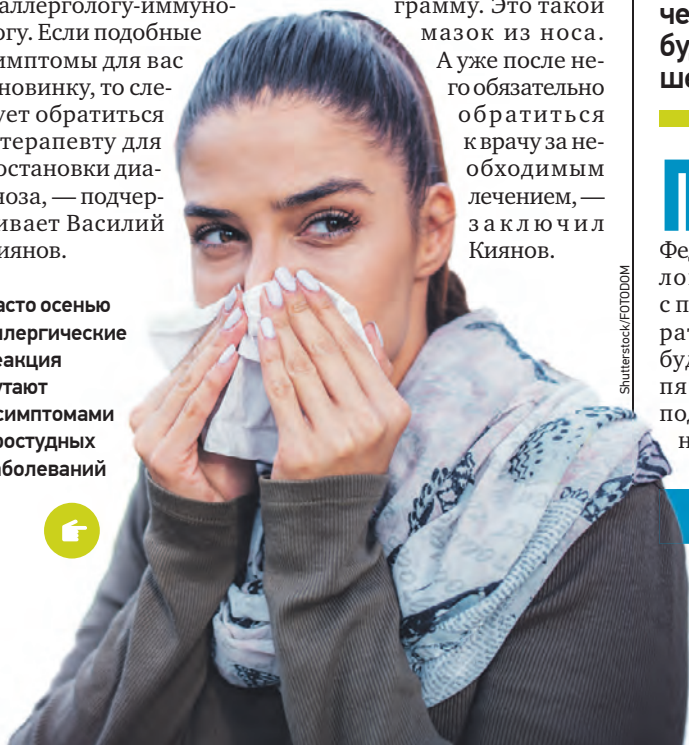 аллергологу-иммуно-
огу. Если подобные
имптомы для вас
новинку, то сле-
ует обратиться
терапевту для
остановки диа-
ноза, — подчер-
ивает Василий
иянов.
асто осенью
ллергические
еакция
утают
симптомами
ростудных
аболеваний
грамму. Это такой
мазок из носа.
А уже после не-
го обязательно
обратиться
к врачу за не-
обходимым
лечением, —
заключил
Киянов.
Shutterstock/FOTODOM
че
бу
ше
П
Фе
ло
с п
ра
бу
пя
по
н